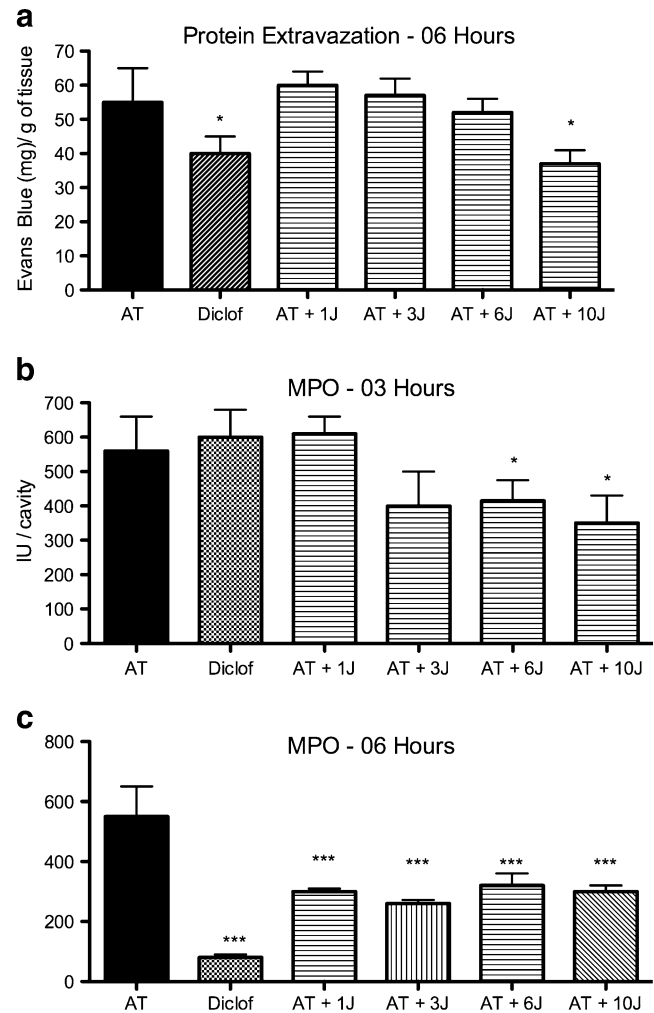 a
Protein Extravazation - 06 Hours
Evans Blue (mg)/ g of tissue
70
60
50
40
30
20
10
0
*
*
AT Diclof AT + 1J AT + 3J AT + 6J AT + 10J
b
MPO - 03 Hours
IU / cavity
700
600
500
400
300
200
100
0
*
*
AT Diclof AT + 1J AT + 3J AT + 6J AT + 10J
c
MPO - 06 Hours
800
600
400
200
0
*** *** *** *** ***
AT Diclof AT + 1J AT + 3J AT + 6J AT + 10J